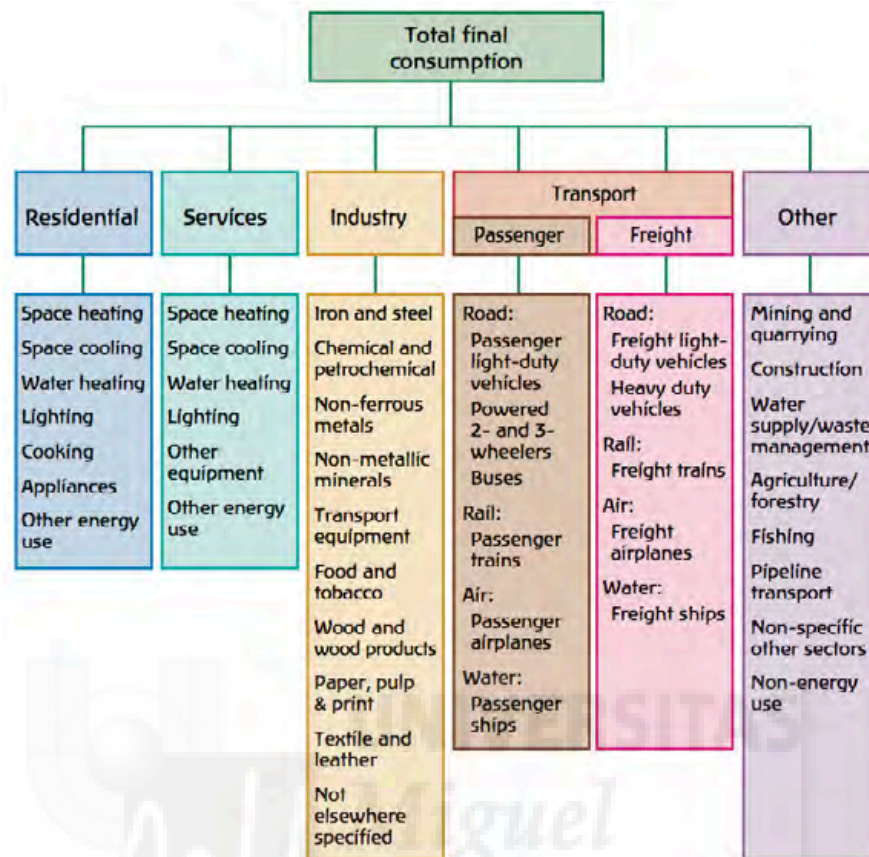 Total final
consumption
Residential
Services
Industry
Transport
Passenger
Freight
Other
Space heating
Space cooling
Water heating
Lighting
Cooking
Appliances
Other energy
use
Space heating
Space cooling
Water heating
Lighting
Other
equipment
Other energy
use
Iron and steel
Chemical and
petrochemical
Non-ferrous
metals
Non-metallic
minerals
Transport
equipment
Food and
tobacco
Wood and
wood products
Paper, pulp
& print
Textile and
leather
Not
elsewhere
specified
Road:
Passenger
light-duty
vehicles
Powered
2- and 3-
wheelers
Buses
Rail:
Passenger
trains
Air:
Passenger
airplanes
Water:
Passenger
ships
Road:
Freight light-
duty vehicles
Heavy duty
vehicles
Rail:
Freight trains
Air:
Freight
airplanes
Water:
Freight ships
Mining and
quarrying
Construction
Water
supply/waste
management
Agriculture/
forestry
Fishing
Pipeline
transport
Non-specific
other sectors
Non-energy
use
UNIVERSITAS
Miguel